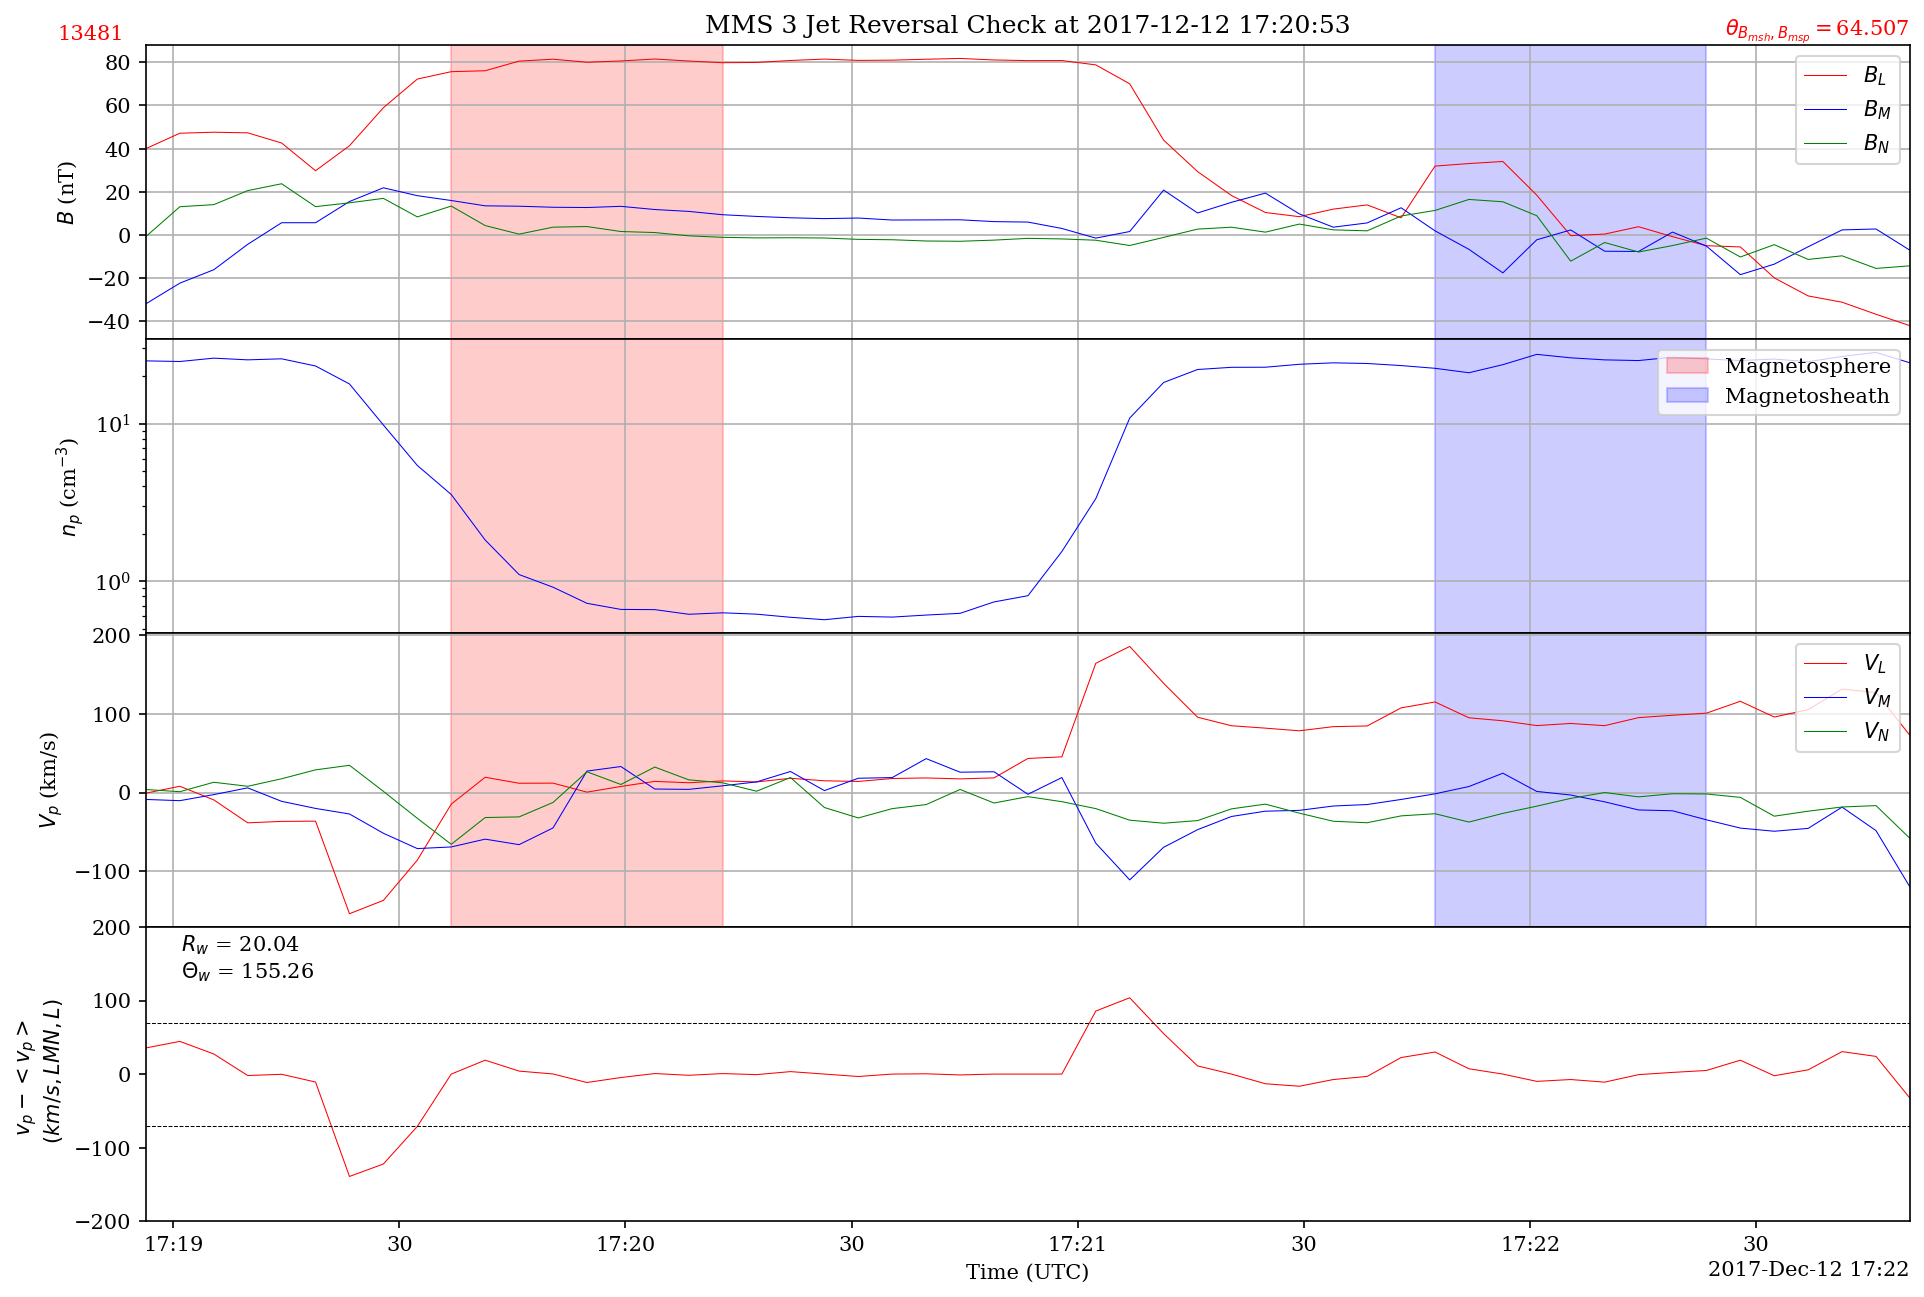 13481
MMS 3 Jet Reversal Check at 2017-12-12 17:20:53
θ_{B_{msh}, B_{msp}} = 64.507
B (nT)
80
60
40
20
0
−20
−40
B_L
B_M
B_N
n_p (cm^{−3})
10^1
10^0
Magnetosphere
Magnetosheath
V_p (km/s)
200
100
0
−100
V_L
V_M
V_N
v_p − < v_p >
(km/s, LMN, L)
200
100
0
−100
−200
R_w = 20.04
Θ_w = 155.26
17:19 30 17:20 30 17:21 30 17:22 30
Time (UTC)
2017-Dec-12 17:22